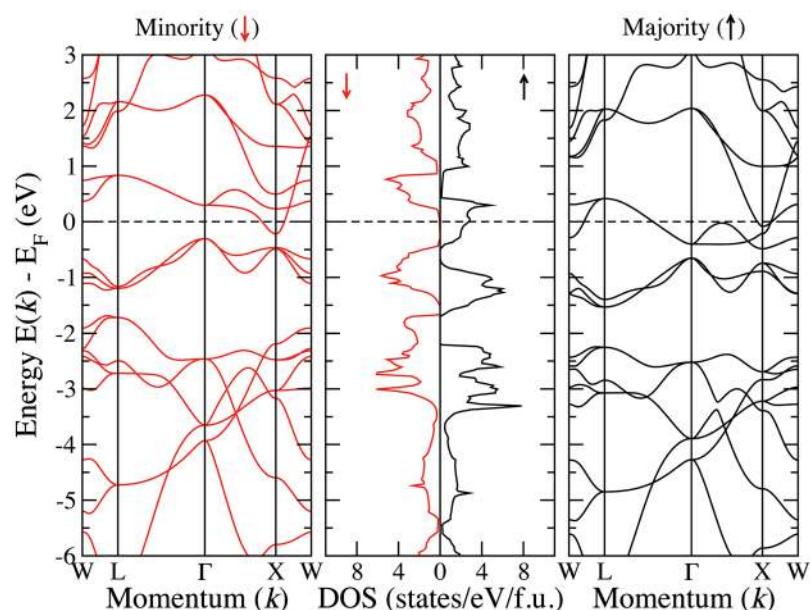 Minority (↓)
Majority (↑)
Energy E(k) - E_F (eV)
3
2
1
0
-1
-2
-3
-4
-5
-6
W L Γ X W
8 4 0 4 8
W L Γ X W
Momentum (k)
DOS (states/eV/f.u.)
Momentum (k)